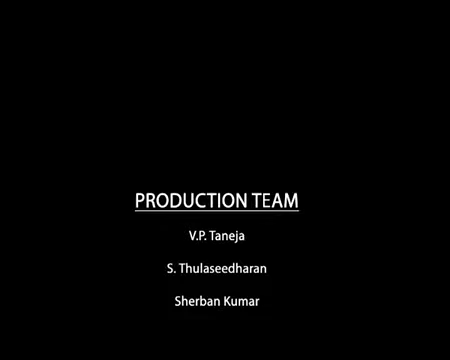 PRODUCTION TEAM
V.P. Taneja
S. Thulaseedharan
Sherban Kumar